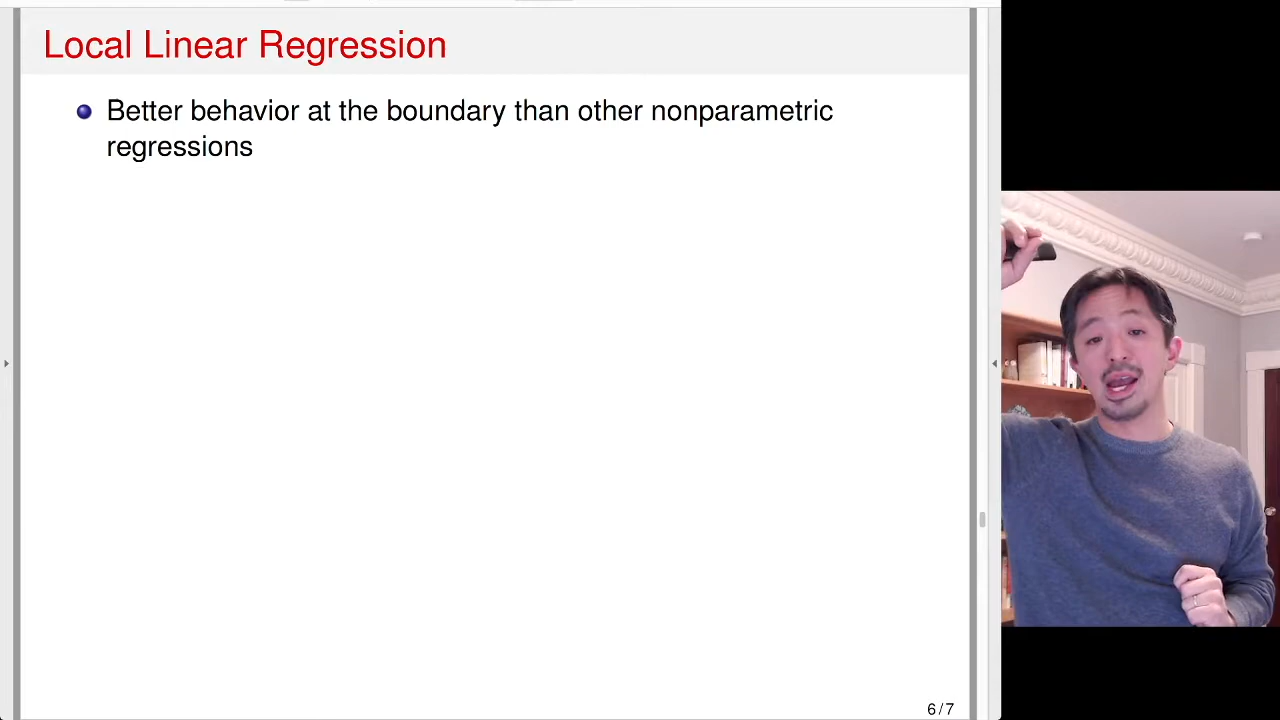 Local Linear Regression
Better behavior at the boundary than other nonparametric
regressions
6 / 7